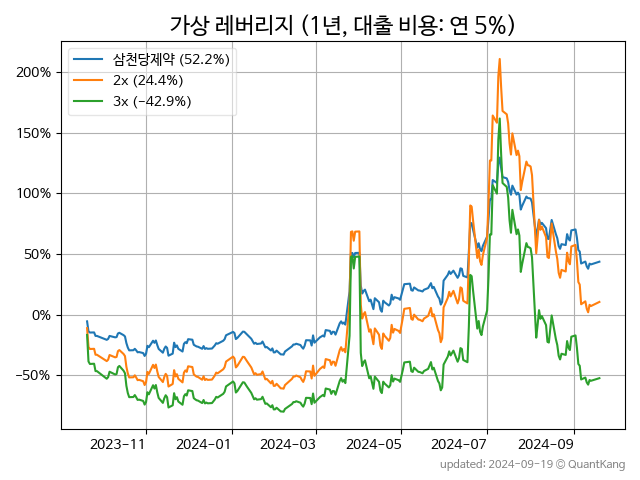 가상 레버리지 (1년, 대출 비용: 연 5%)
삼천당제약 (52.2%)
2x (24.4%)
3x (−42.9%)
200%
150%
100%
50%
0%
−50%
2023-11
2024-01
2024-03
2024-05
2024-07
2024-09
updated: 2024-09-19 © QuantKang